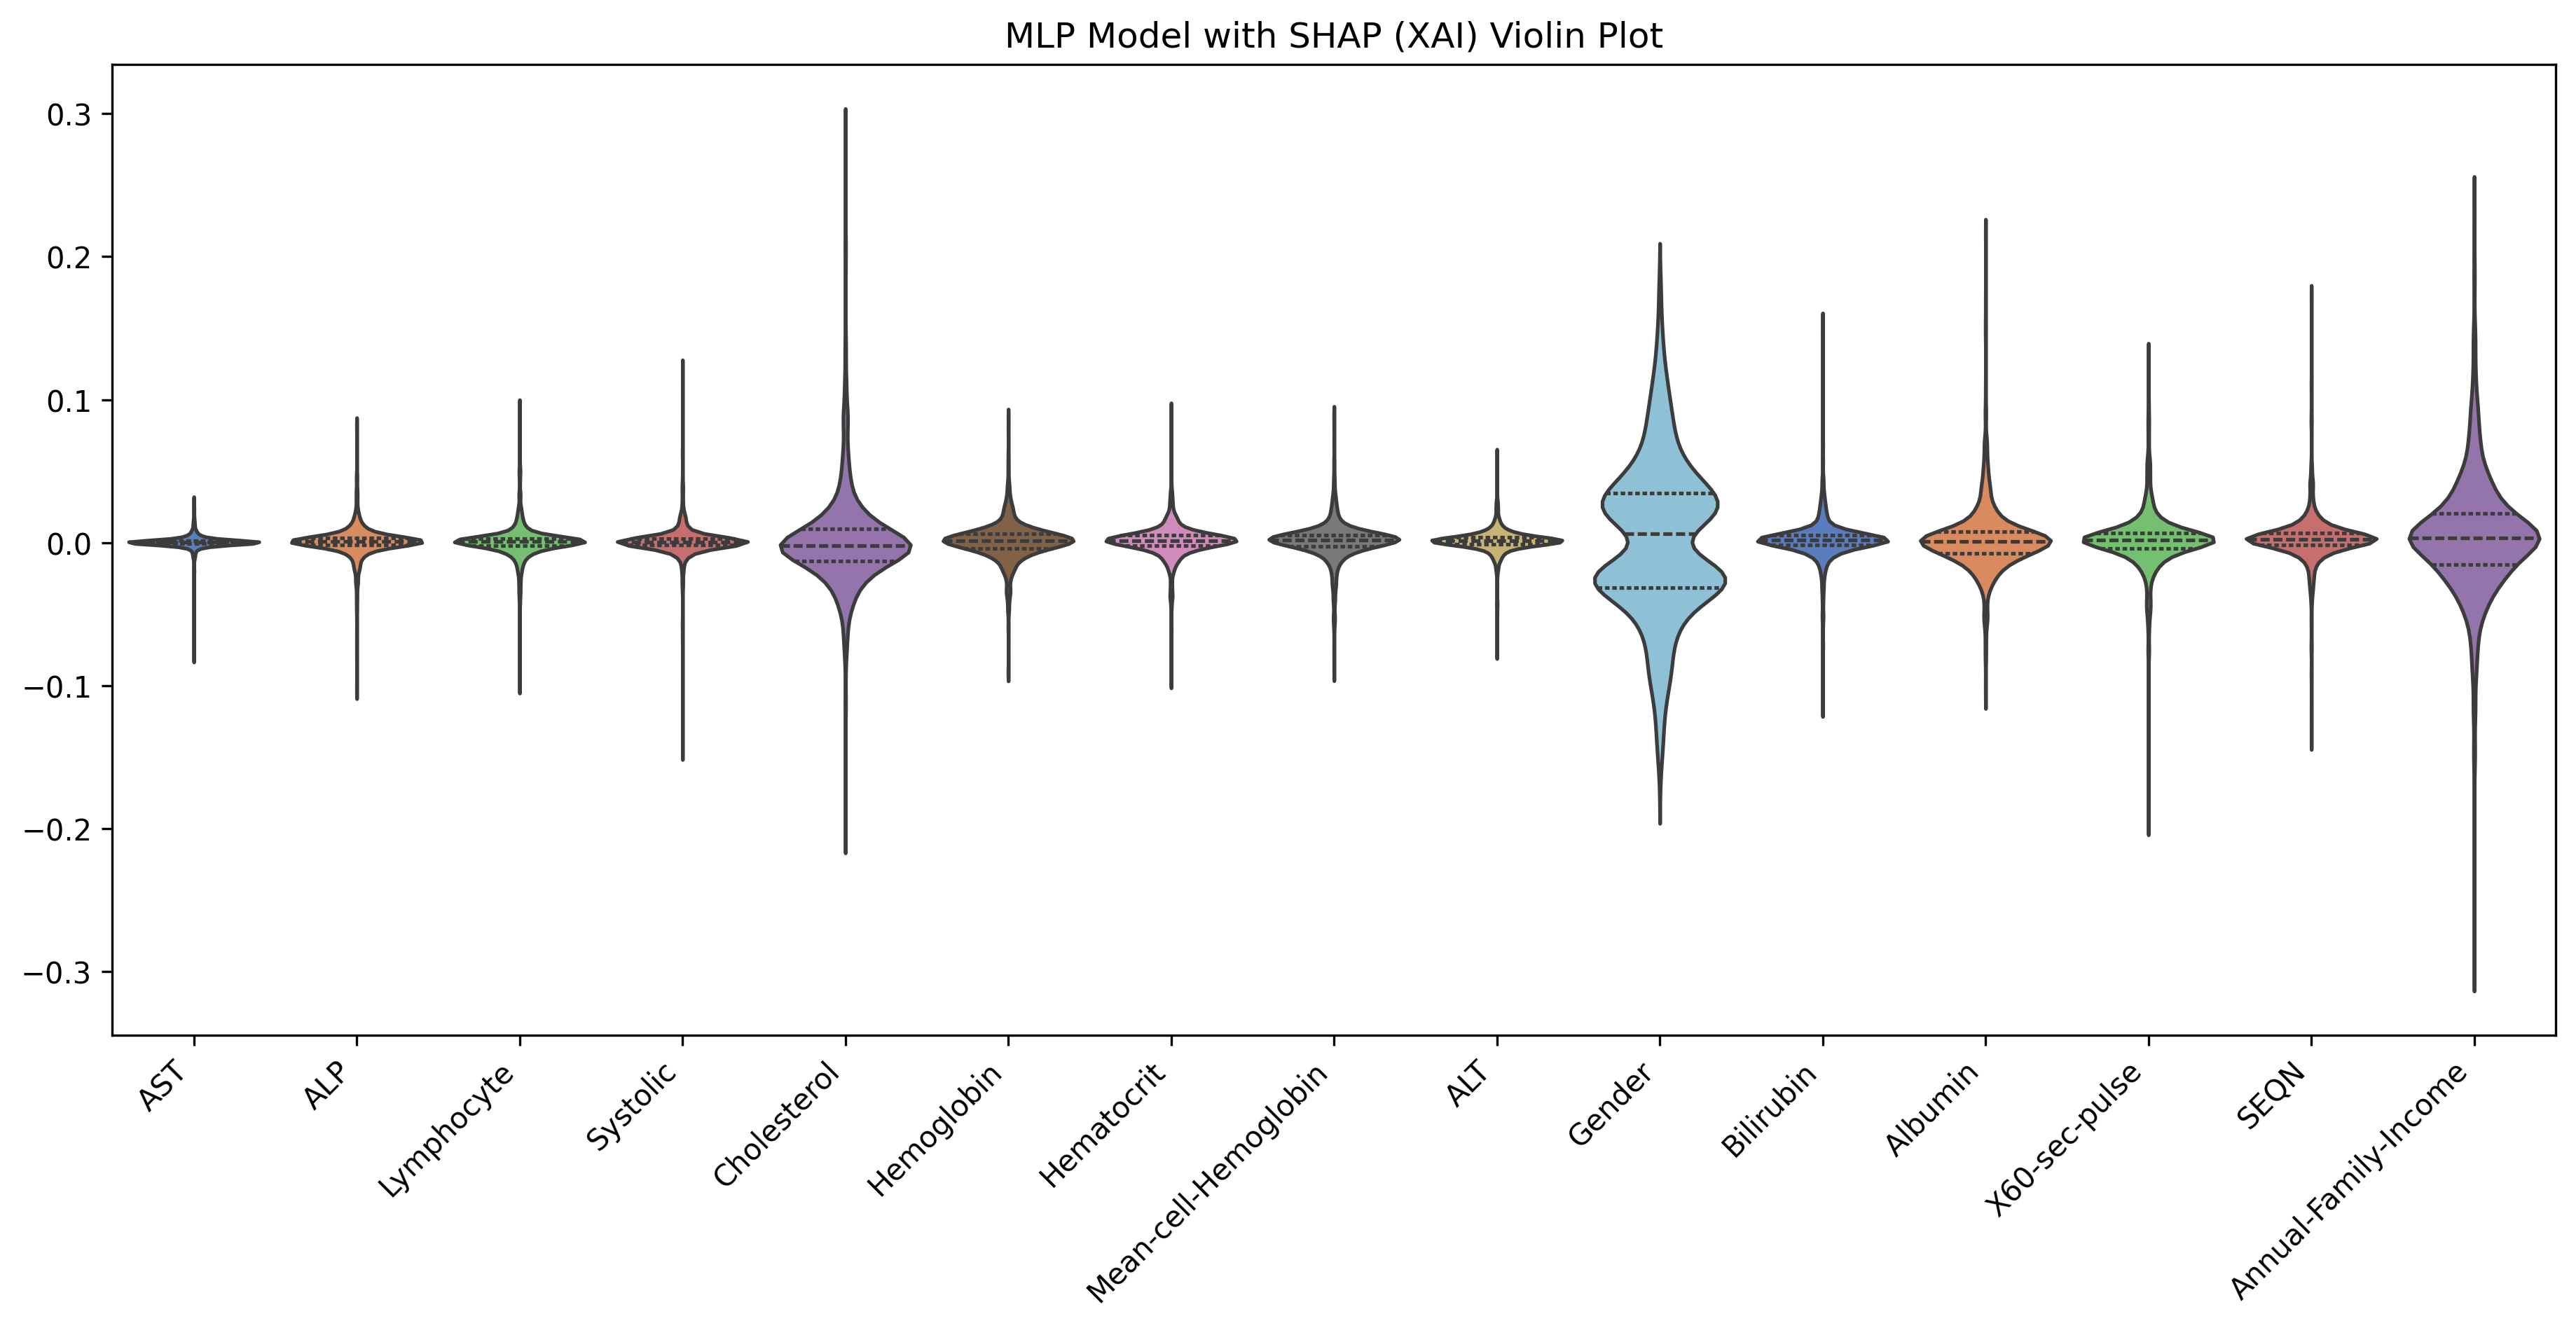 MLP Model with SHAP (XAI) Violin Plot
0.3
0.2
0.1
0.0
−0.1
−0.2
−0.3
AST
ALP
Lymphocyte
Systolic
Cholesterol
Hemoglobin
Hematocrit
Mean-cell-Hemoglobin
ALT
Gender
Bilirubin
Albumin
X60-sec-pulse
SEQN
Annual-Family-Income